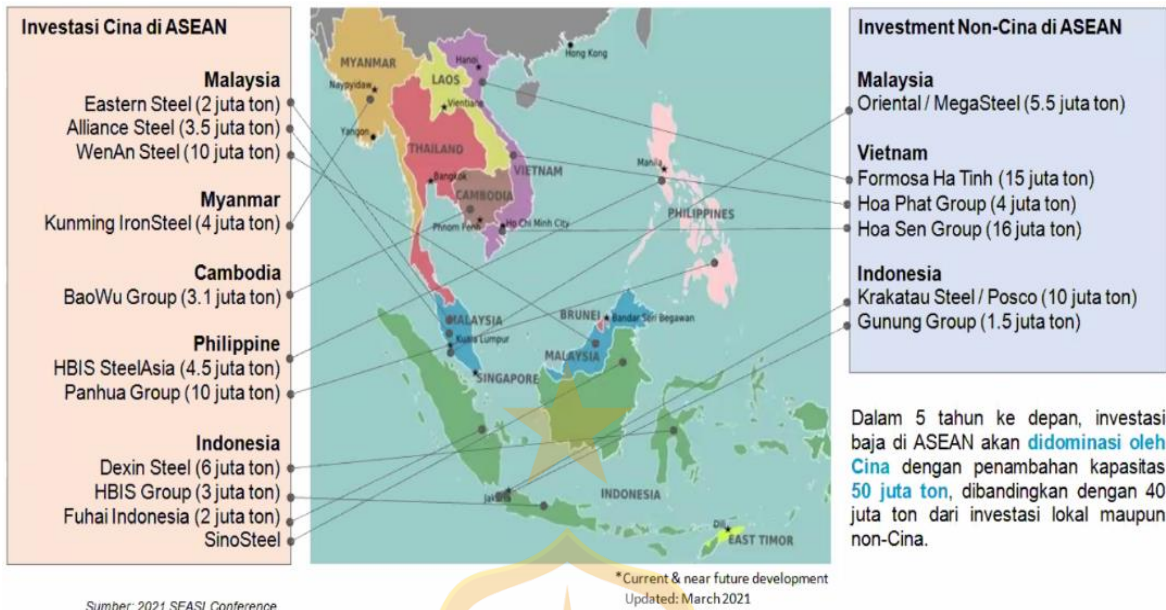 Investasi Cina di ASEAN
Malaysia
Eastern Steel (2 juta ton)
Alliance Steel (3.5 juta ton)
WenAn Steel (10 juta ton)
Myanmar
Kunming IronSteel (4 juta ton)
Cambodia
BaoWu Group (3.1 juta ton)
Philippine
HBIS SteelAsia (4.5 juta ton)
Panhua Group (10 juta ton)
Indonesia
Dexin Steel (6 juta ton)
HBIS Group (3 juta ton)
Fuhai Indonesia (2 juta ton)
SinoSteel
Sumber: 2021 SEASI Conference
Hong Kong
MYANMAR
Hanoi
LAOS
Naypyidaw
Vientiane
Yangon
THAILAND
VIETNAM
Manila
Bangkok
CAMBODIA
PHILIPPINES
Phnom Penh
Ho Chi Minh City
BRUNEI
Bandar Seri Begawan
MALAYSIA
Kuala Lumpur
MALAYSIA
SINGAPORE
Jakarta
INDONESIA
Dili
EAST TIMOR
*Current & near future development
Updated: March 2021
Investment Non-Cina di ASEAN
Malaysia
Oriental / MegaSteel (5.5 juta ton)
Vietnam
Formosa Ha Tinh (15 juta ton)
Hoa Phat Group (4 juta ton)
Hoa Sen Group (16 juta ton)
Indonesia
Krakatau Steel / Posco (10 juta ton)
Gunung Group (1.5 juta ton)
Dalam 5 tahun ke depan, investasi
baja di ASEAN akan didominasi oleh
Cina dengan penambahan kapasitas
50 juta ton, dibandingkan dengan 40
juta ton dari investasi lokal maupun
non-Cina.